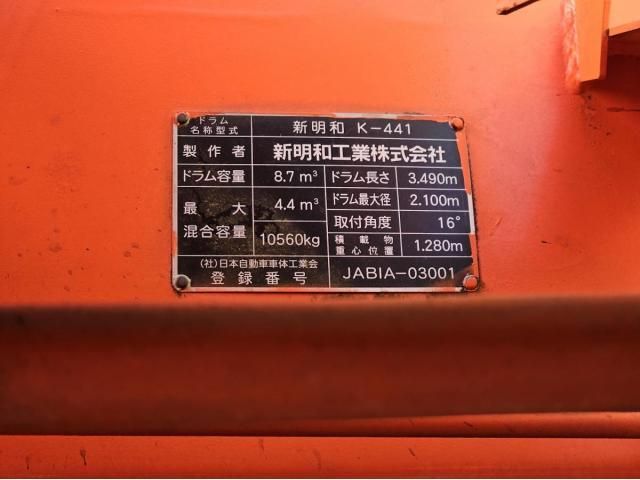 ドラム
名称型式 新明和 K-441
製作者 新明和工業株式会社
ドラム容量 8.7 m³ ドラム長さ 3.490m
最大 4.4 m³ ドラム最大径 2.100m
取付角度 16°
混合容量 10560kg 積載物
重心位置 1.280m
(社)日本自動車車体工業会
登録番号 JABIA-03001